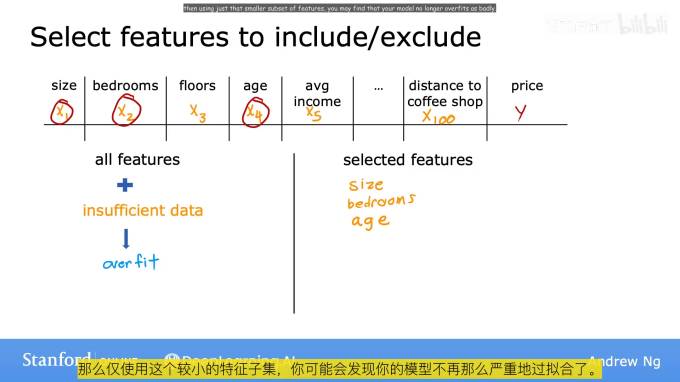 then using just that smaller subset of features, you may find that your model no longer overfits as badly,
Select features to include/exclude
size bedrooms floors age avg income ... distance to coffee shop price
x₁ x₂ x₃ x₄ x₅ x₁₀₀ y
all features
selected features
+
size
insufficient data
bedrooms
age
↓
overfit
Stanford
DeepLearning.AI
Andrew Ng
那么仅使用这个较小的特征子集，你可能会发现你的模型不再那么严重地过拟合了。
bilibili